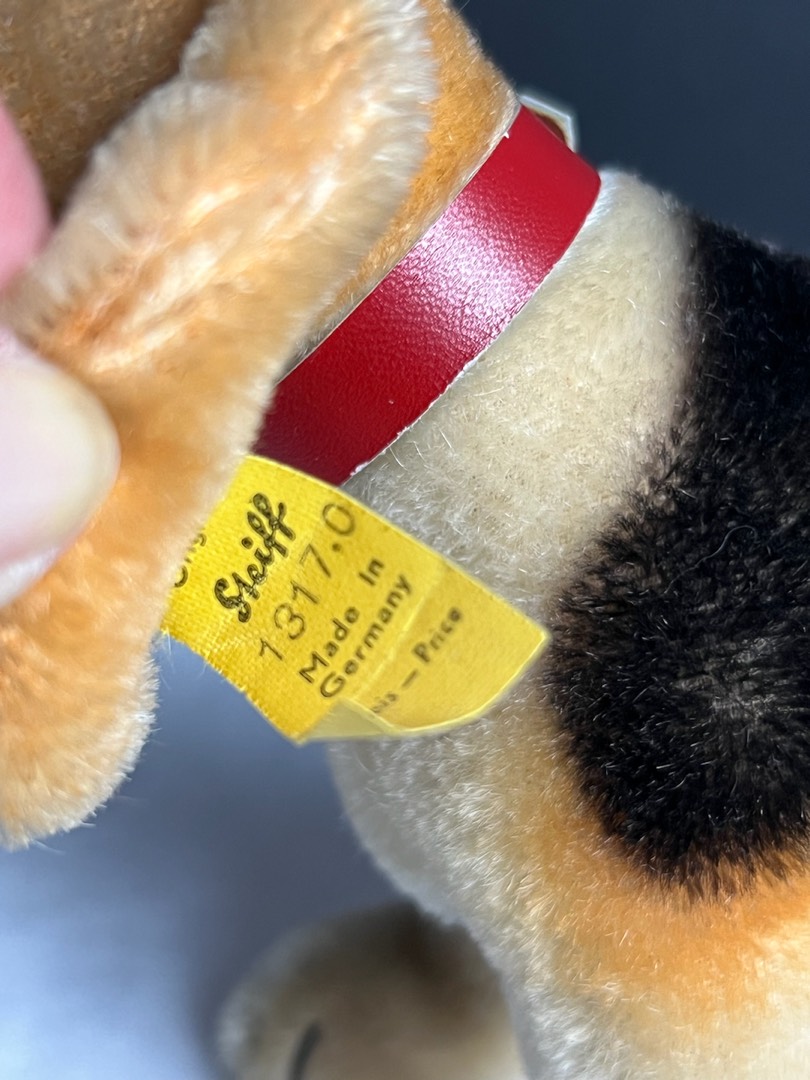 Steiff
1317,0
Made In
Germany
— Price